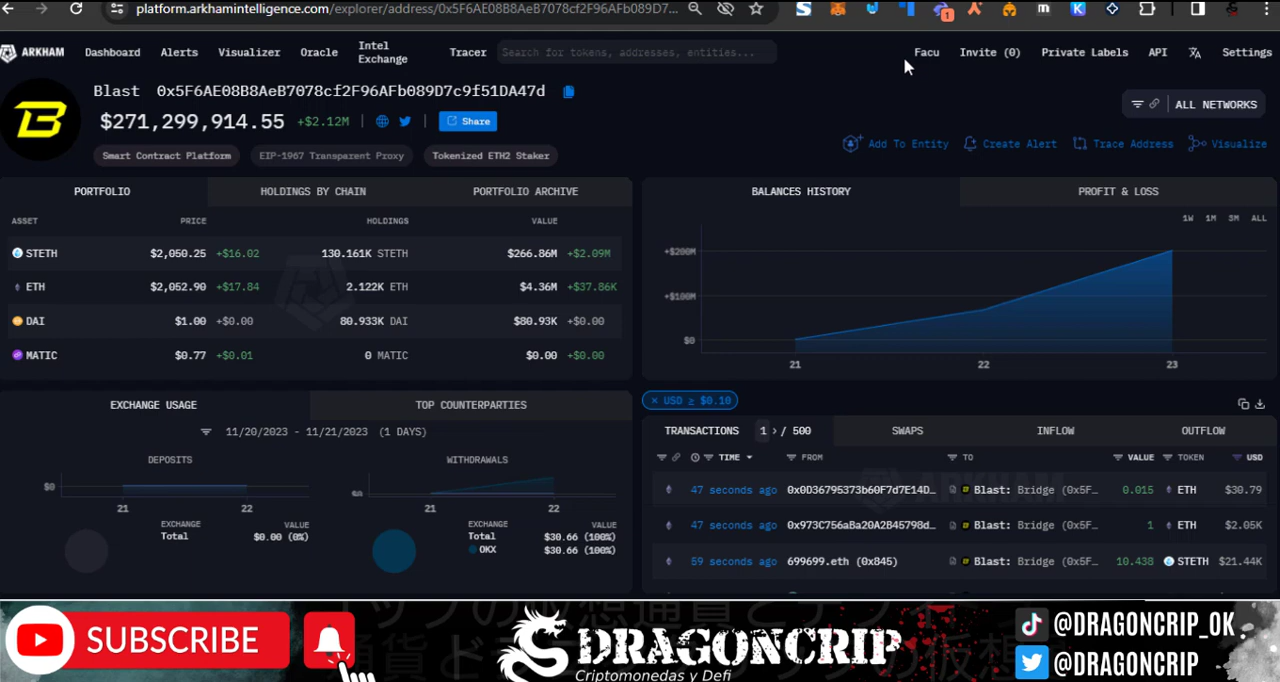 platform.arkhamintelligence.com/explorer/address/0x5F6AE08B8AeB7078cf2F96AFb089D7...
1
ARKHAM
Dashboard
Alerts
Visualizer
Oracle
Intel Exchange
Tracer
Search for tokens, addresses, entities...
Facu
Invite (0)
Private Labels
API
Settings
B
Blast 0x5F6AE08B8AeB7078cf2F96AFb089D7c9f51DA47d
$271,299,914.55 +$2.12M
Share
ALL NETWORKS
Smart Contract Platform
EIP-1967 Transparent Proxy
Tokenized ETH2 Staker
Add To Entity
Create Alert
Trace Address
Visualize
PORTFOLIO
HOLDINGS BY CHAIN
PORTFOLIO ARCHIVE
ASSET PRICE HOLDINGS VALUE
STETH $2,050.25 +$16.02 130.161K STETH $266.86M +$2.09M
ETH $2,052.90 +$17.84 2.122K ETH $4.36M +$37.86K
DAI $1.00 +$0.00 80.933K DAI $80.93K +$0.00
MATIC $0.77 +$0.01 0 MATIC $0.00 +$0.00
BALANCES HISTORY
PROFIT & LOSS
1W 1M 3M ALL
+$200M
+$100M
$0
21 22 23
EXCHANGE USAGE
TOP COUNTERPARTIES
11/20/2023 - 11/21/2023 (1 DAYS)
DEPOSITS
$0
21 22
EXCHANGE VALUE
Total $0.00 (0%)
WITHDRAWALS
$0
21 22
EXCHANGE VALUE
Total $30.66 (100%)
OKX $30.66 (100%)
× USD ≥ $0.10
TRANSACTIONS 1 > / 500
SWAPS
INFLOW
OUTFLOW
TIME FROM TO VALUE TOKEN USD
47 seconds ago 0x0D36795373b60F7d7E14D... Blast: Bridge (0x5F... 0.015 ETH $30.79
47 seconds ago 0x973C756aBa20A2B45798d... Blast: Bridge (0x5F... 1 ETH $2.05K
59 seconds ago 699699.eth (0x845) Blast: Bridge (0x5F... 10.438 STETH $21.44K
ARKHAM
SUBSCRIBE
DRAGONCRIP
Criptomonedas y Defi
@DRAGONCRIP_OK
@DRAGONCRIP